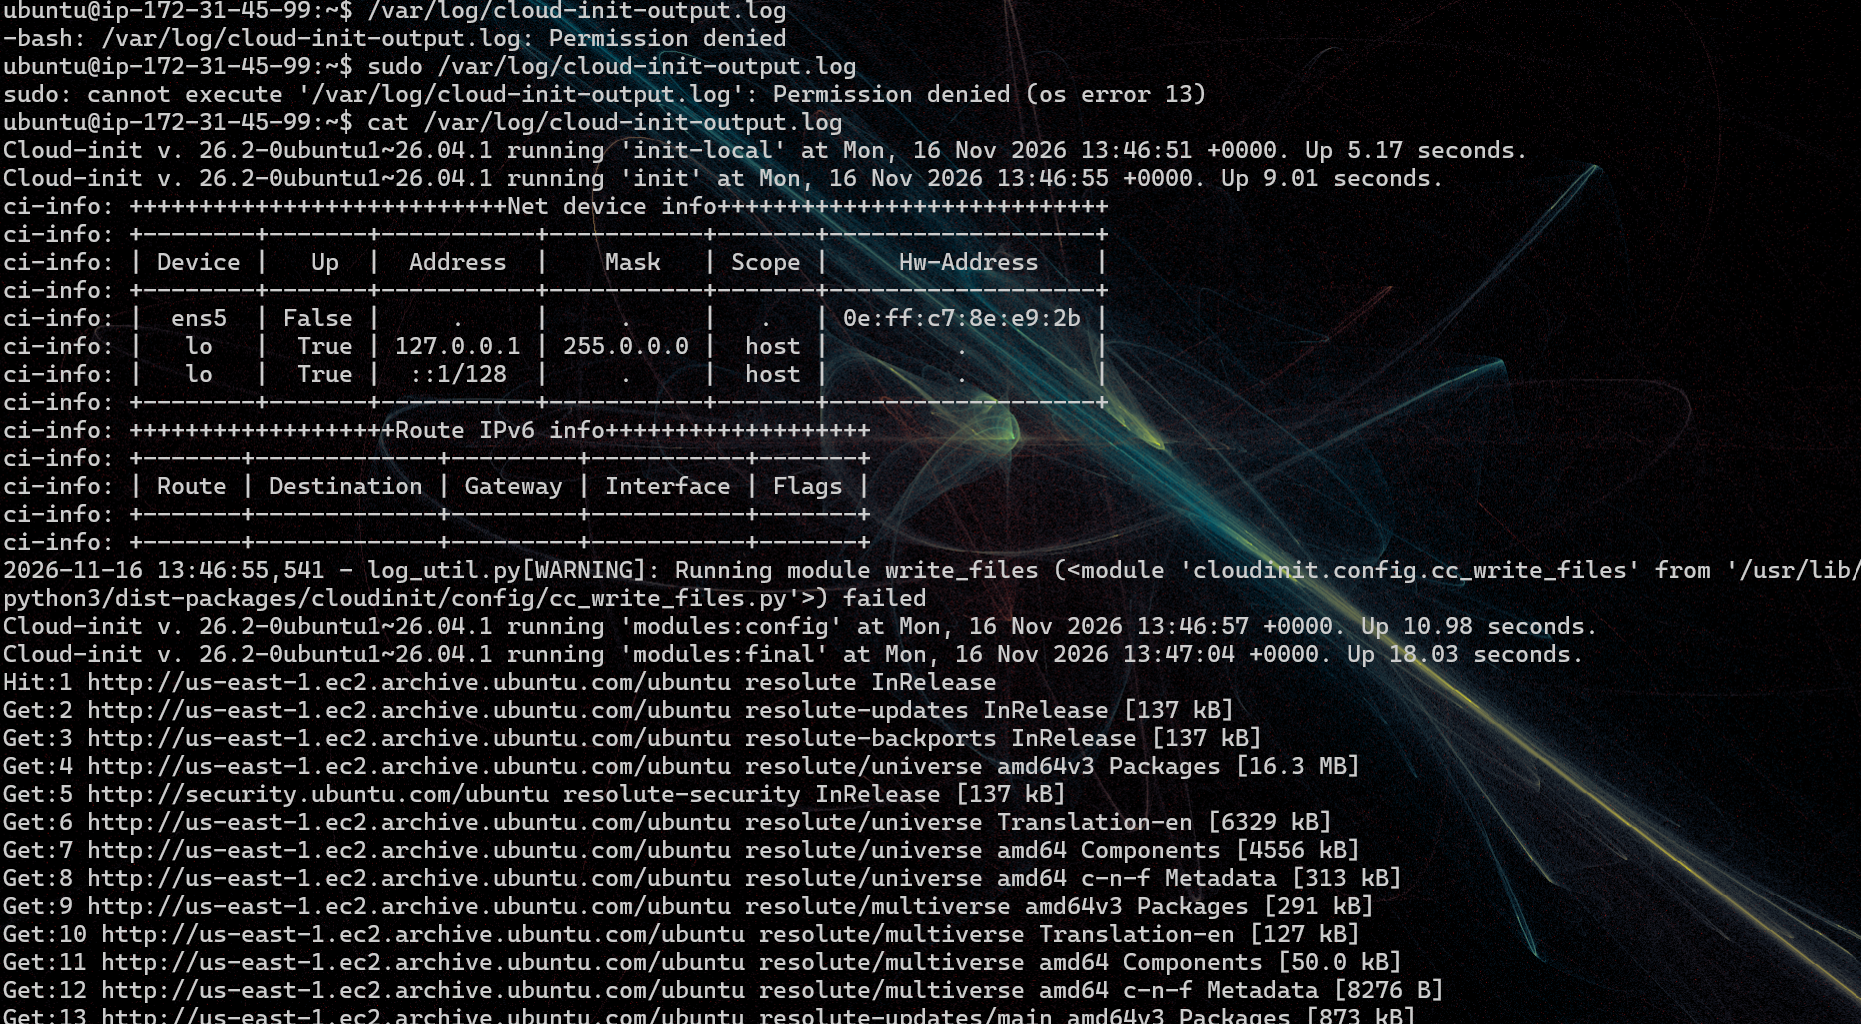 ubuntu@ip-172-31-45-99:~$ /var/log/cloud-init-output.log
-bash: /var/log/cloud-init-output.log: Permission denied
ubuntu@ip-172-31-45-99:~$ sudo /var/log/cloud-init-output.log
sudo: cannot execute '/var/log/cloud-init-output.log': Permission denied (os error 13)
ubuntu@ip-172-31-45-99:~$ cat /var/log/cloud-init-output.log
Cloud-init v. 26.2-0ubuntu1~26.04.1 running 'init-local' at Mon, 16 Nov 2026 13:46:51 +0000. Up 5.17 seconds.
Cloud-init v. 26.2-0ubuntu1~26.04.1 running 'init' at Mon, 16 Nov 2026 13:46:55 +0000. Up 9.01 seconds.
ci-info: +++++++++++++++++++++++++++Net device info++++++++++++++++++++++++++++
ci-info: +--------+-------+-----------+-----------+-------+-------------------+
ci-info: | Device |   Up  |  Address  |    Mask   | Scope |     Hw-Address    |
ci-info: +--------+-------+-----------+-----------+-------+-------------------+
ci-info: |  ens5  | False |     .     |     .     |   .   | 0e:ff:c7:8e:e9:2b |
ci-info: |   lo   |  True | 127.0.0.1 | 255.0.0.0 |  host |         .         |
ci-info: |   lo   |  True |  ::1/128  |     .     |  host |         .         |
ci-info: +--------+-------+-----------+-----------+-------+-------------------+
ci-info: +++++++++++++++++++Route IPv6 info+++++++++++++++++++
ci-info: +-------+-------------+---------+-----------+-------+
ci-info: | Route | Destination | Gateway | Interface | Flags |
ci-info: +-------+-------------+---------+-----------+-------+
ci-info: +-------+-------------+---------+-----------+-------+
2026-11-16 13:46:55,541 - log_util.py[WARNING]: Running module write_files (<module 'cloudinit.config.cc_write_files' from '/usr/lib/
python3/dist-packages/cloudinit/config/cc_write_files.py'>) failed
Cloud-init v. 26.2-0ubuntu1~26.04.1 running 'modules:config' at Mon, 16 Nov 2026 13:46:57 +0000. Up 10.98 seconds.
Cloud-init v. 26.2-0ubuntu1~26.04.1 running 'modules:final' at Mon, 16 Nov 2026 13:47:04 +0000. Up 18.03 seconds.
Hit:1 http://us-east-1.ec2.archive.ubuntu.com/ubuntu resolute InRelease
Get:2 http://us-east-1.ec2.archive.ubuntu.com/ubuntu resolute-updates InRelease [137 kB]
Get:3 http://us-east-1.ec2.archive.ubuntu.com/ubuntu resolute-backports InRelease [137 kB]
Get:4 http://us-east-1.ec2.archive.ubuntu.com/ubuntu resolute/universe amd64v3 Packages [16.3 MB]
Get:5 http://security.ubuntu.com/ubuntu resolute-security InRelease [137 kB]
Get:6 http://us-east-1.ec2.archive.ubuntu.com/ubuntu resolute/universe Translation-en [6329 kB]
Get:7 http://us-east-1.ec2.archive.ubuntu.com/ubuntu resolute/universe amd64 Components [4556 kB]
Get:8 http://us-east-1.ec2.archive.ubuntu.com/ubuntu resolute/universe amd64 c-n-f Metadata [313 kB]
Get:9 http://us-east-1.ec2.archive.ubuntu.com/ubuntu resolute/multiverse amd64v3 Packages [291 kB]
Get:10 http://us-east-1.ec2.archive.ubuntu.com/ubuntu resolute/multiverse Translation-en [127 kB]
Get:11 http://us-east-1.ec2.archive.ubuntu.com/ubuntu resolute/multiverse amd64 Components [50.0 kB]
Get:12 http://us-east-1.ec2.archive.ubuntu.com/ubuntu resolute/multiverse amd64 c-n-f Metadata [8276 B]
Get:13 http://us-east-1.ec2.archive.ubuntu.com/ubuntu resolute-updates/main amd64v3 Packages [873 kB]